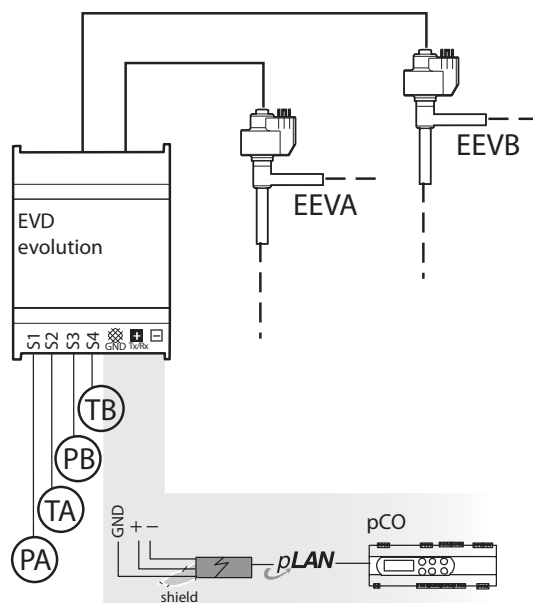 EEVB
EEVA
EVD
evolution
S1 S2 S3 S4 GND Tx/Rx
TB
PB
TA
PA
GND + −
pCO
pLAN
shield